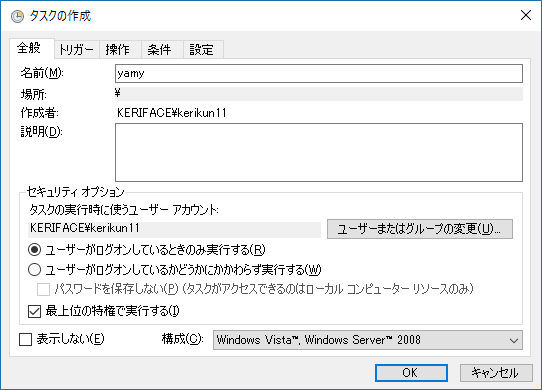 タスクの作成
全般 トリガー 操作 条件 設定
名前(M): yamy
場所: \
作成者: KERIFACE¥kerikun11
説明(D):
セキュリティ オプション
タスクの実行時に使うユーザー アカウント:
KERIFACE¥kerikun11 ユーザーまたはグループの変更(U)...
ユーザーがログオンしているときのみ実行する(R)
ユーザーがログオンしているかどうかにかかわらず実行する(W)
パスワードを保存しない(P) (タスクがアクセスできるのはローカル コンピューター リソースのみ)
最上位の特権で実行する(I)
表示しない(E) 構成(C): Windows Vista™, Windows Server™ 2008
OK キャンセル